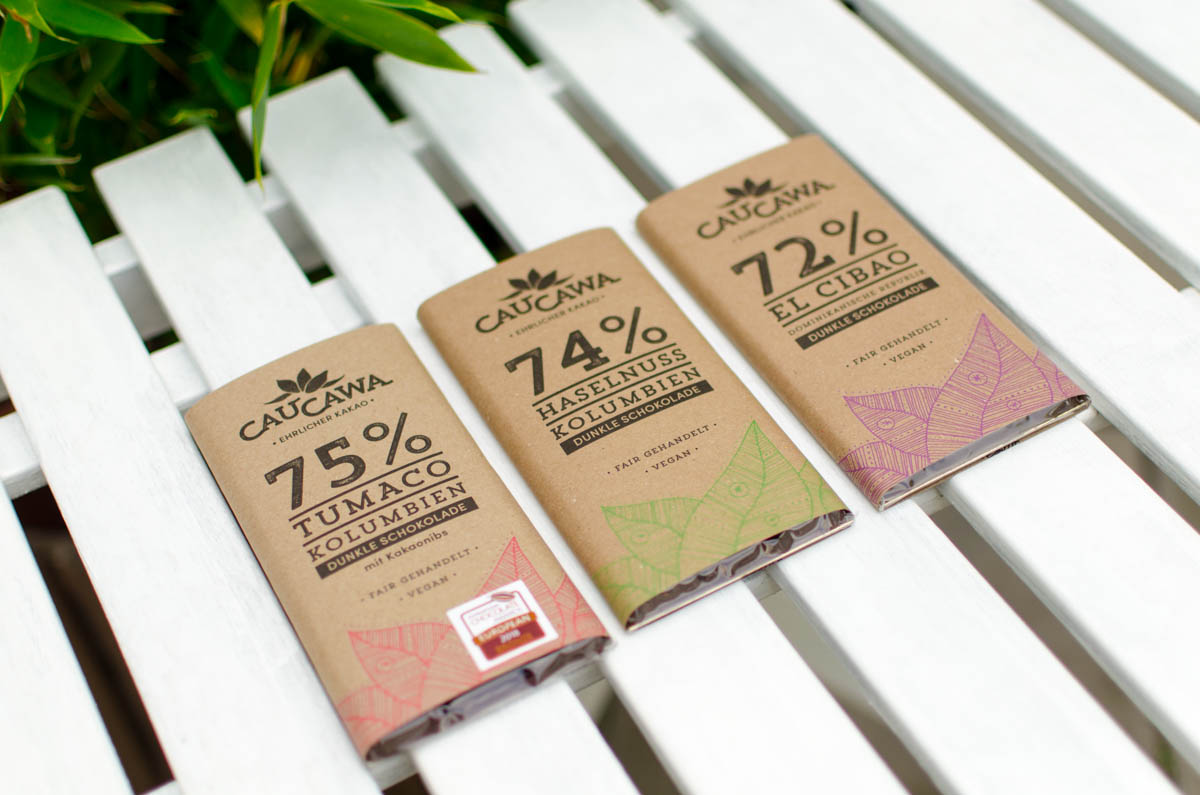 CAUCAWA
• EHRLICHER KAKAO •
75%
TUMACO
KOLUMBIEN
DUNKLE SCHOKOLADE
mit Kakaonibs
• FAIR GEHANDELT •
• VEGAN •
CHOCOLATE
EUROPEAN
2018
CAUCAWA
• EHRLICHER KAKAO •
74%
HASELNUSS
KOLUMBIEN
DUNKLE SCHOKOLADE
• FAIR GEHANDELT •
• VEGAN •
CAUCAWA
• EHRLICHER KAKAO •
72%
EL CIBAO
DOMINIKANISCHE REPUBLIK
DUNKLE SCHOKOLADE
• FAIR GEHANDELT •
• VEGAN •